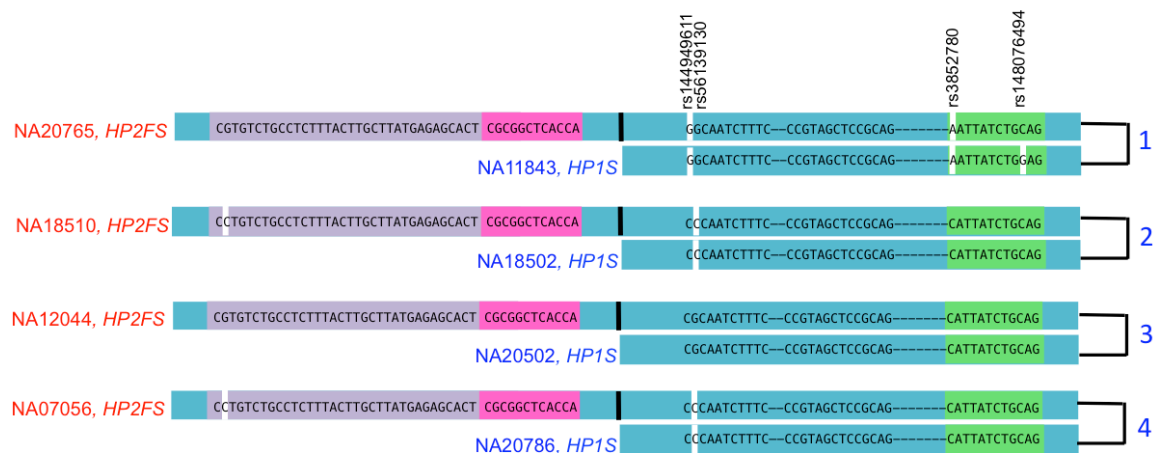 rs144949611
rs56139130
rs3852780
rs148076494
NA20765, HP2FS CGTGTCTGCCTCTTTACTTGCTTATGAGAGCACT CGCGGCTCACCA GGCAATCTTTC––CCGTAGCTCCGCAG–––––––AATTATCTGCAG
NA11843, HP1S GGCAATCTTTC––CCGTAGCTCCGCAG–––––––AATTATCTGGAG
1
NA18510, HP2FS CCTGTCTGCCTCTTTACTTGCTTATGAGAGCACT CGCGGCTCACCA CCCAATCTTTC––CCGTAGCTCCGCAG–––––––CATTATCTGCAG
NA18502, HP1S CCCAATCTTTC––CCGTAGCTCCGCAG–––––––CATTATCTGCAG
2
NA12044, HP2FS CGTGTCTGCCTCTTTACTTGCTTATGAGAGCACT CGCGGCTCACCA CGCAATCTTTC––CCGTAGCTCCGCAG–––––––CATTATCTGCAG
NA20502, HP1S CGCAATCTTTC––CCGTAGCTCCGCAG–––––––CATTATCTGCAG
3
NA07056, HP2FS CCTGTCTGCCTCTTTACTTGCTTATGAGAGCACT CGCGGCTCACCA CCCAATCTTTC––CCGTAGCTCCGCAG–––––––CATTATCTGCAG
NA20786, HP1S CCCAATCTTTC––CCGTAGCTCCGCAG–––––––CATTATCTGCAG
4